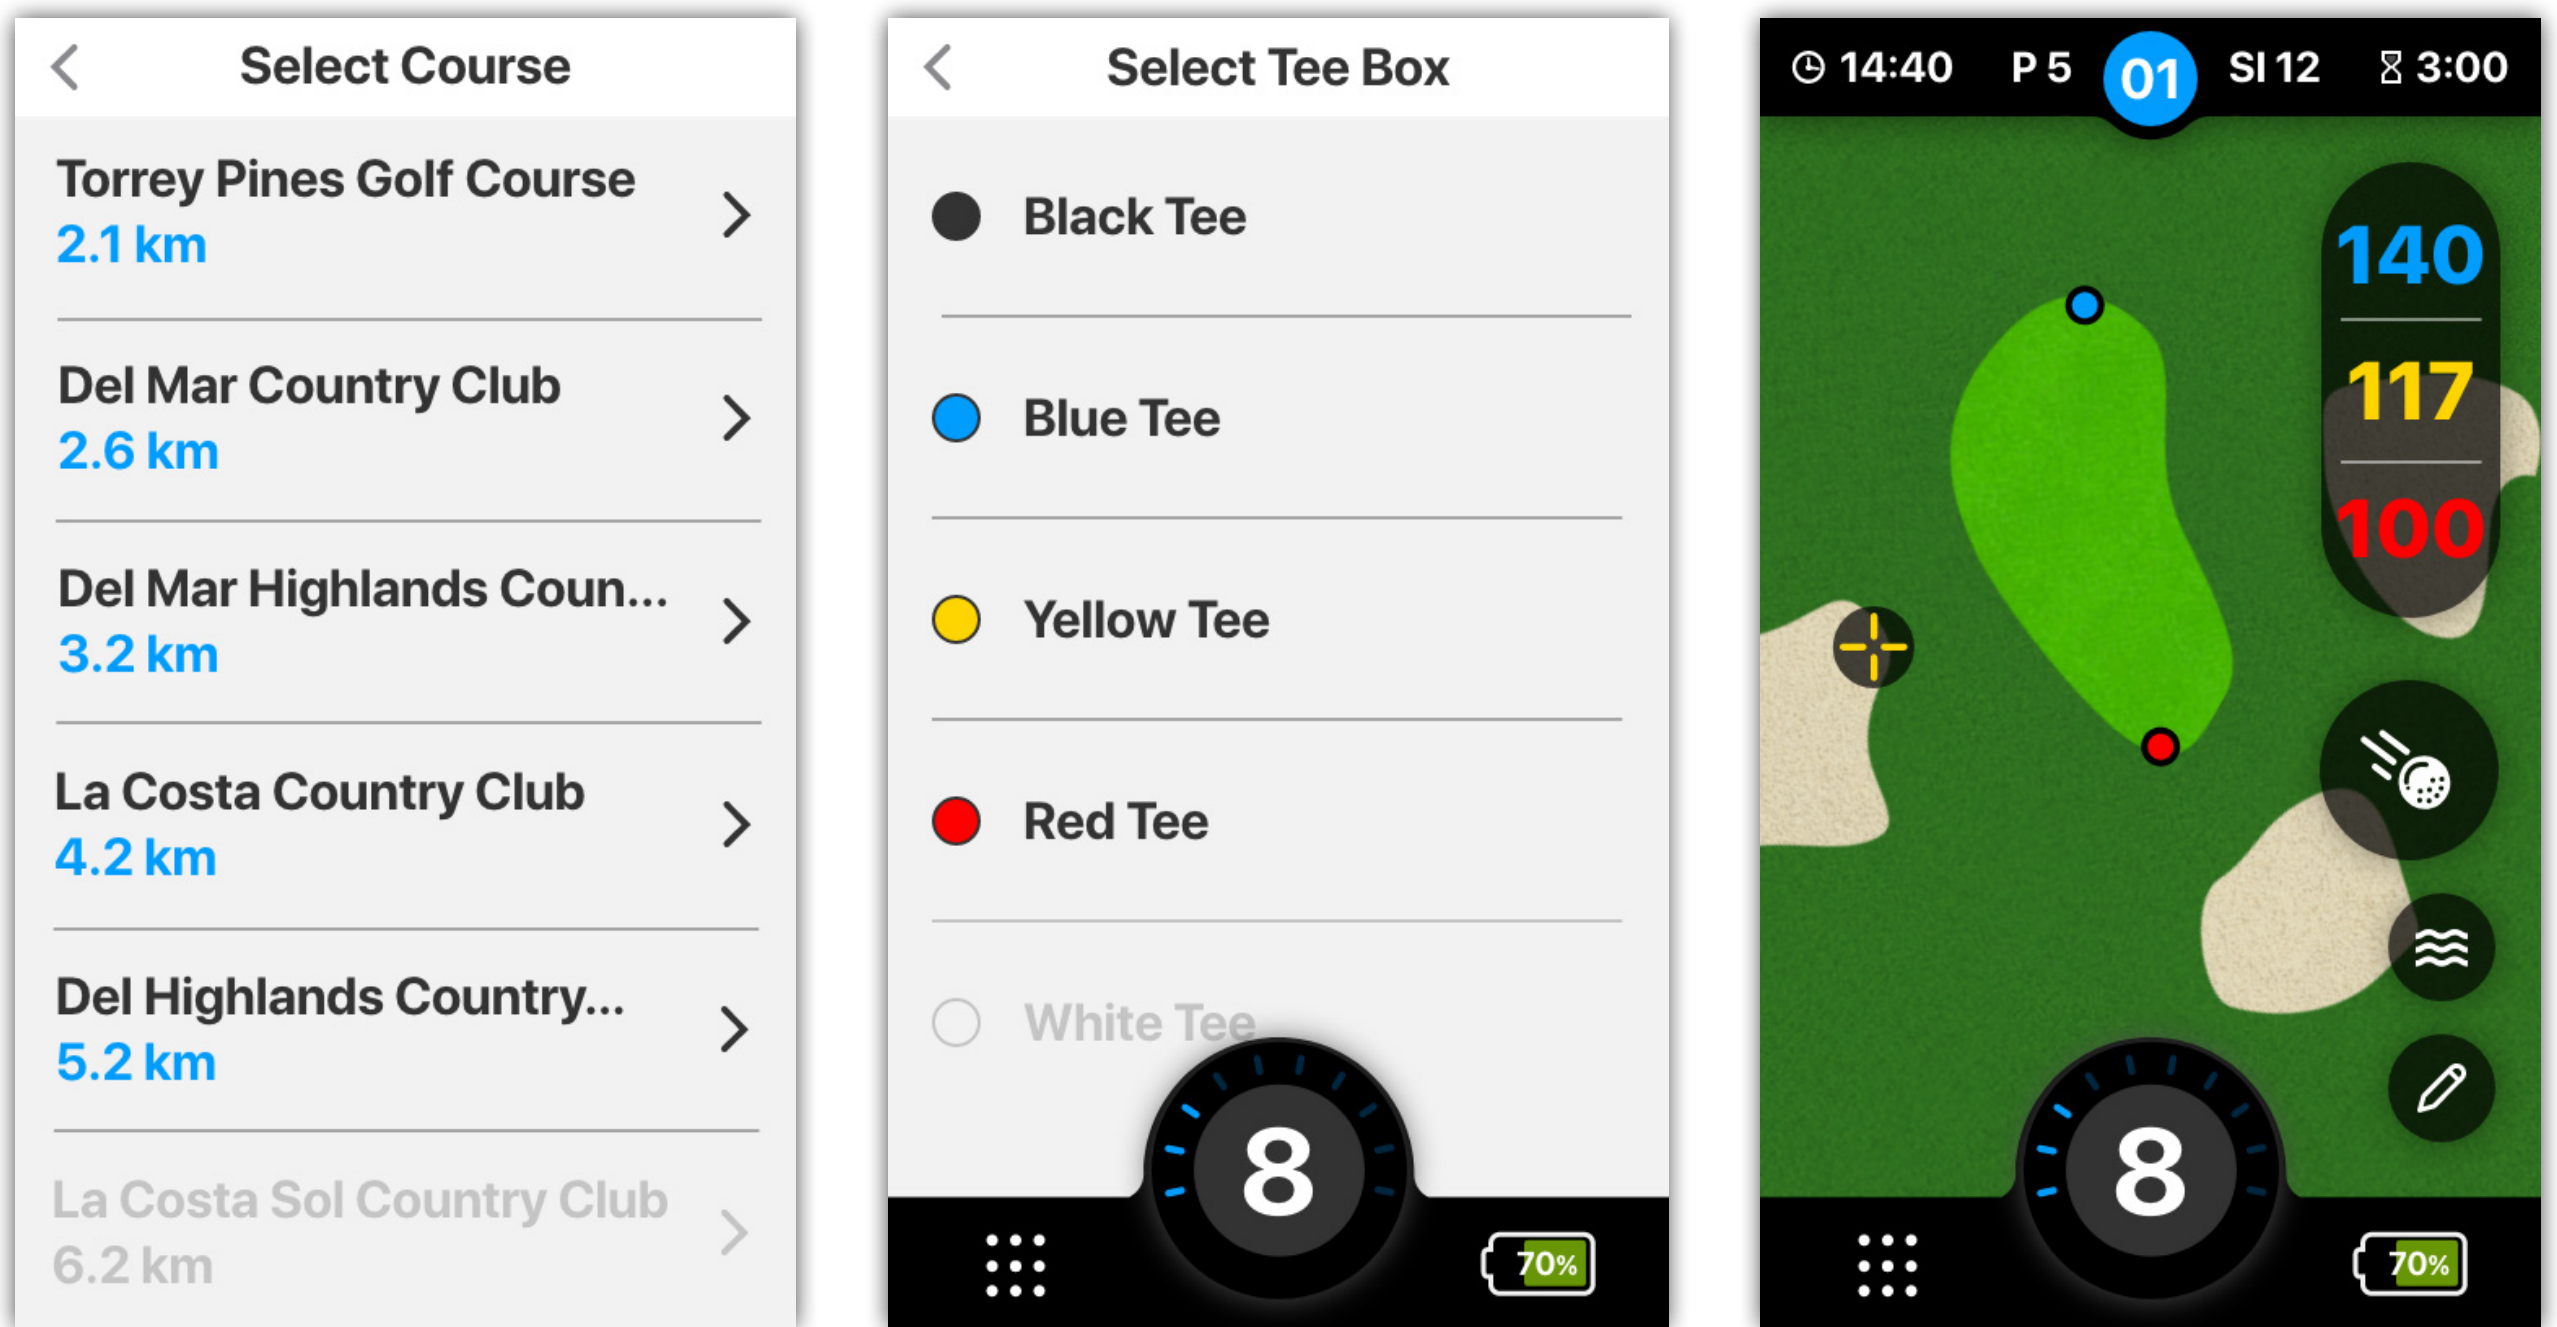 Select Course
Torrey Pines Golf Course
2.1 km
Del Mar Country Club
2.6 km
Del Mar Highlands Coun...
3.2 km
La Costa Country Club
4.2 km
Del Highlands Country...
5.2 km
La Costa Sol Country Club
6.2 km
Select Tee Box
Black Tee
Blue Tee
Yellow Tee
Red Tee
White Tee
8
70%
14:40 P 5 01 SI 12 3:00
140
117
100
8
70%